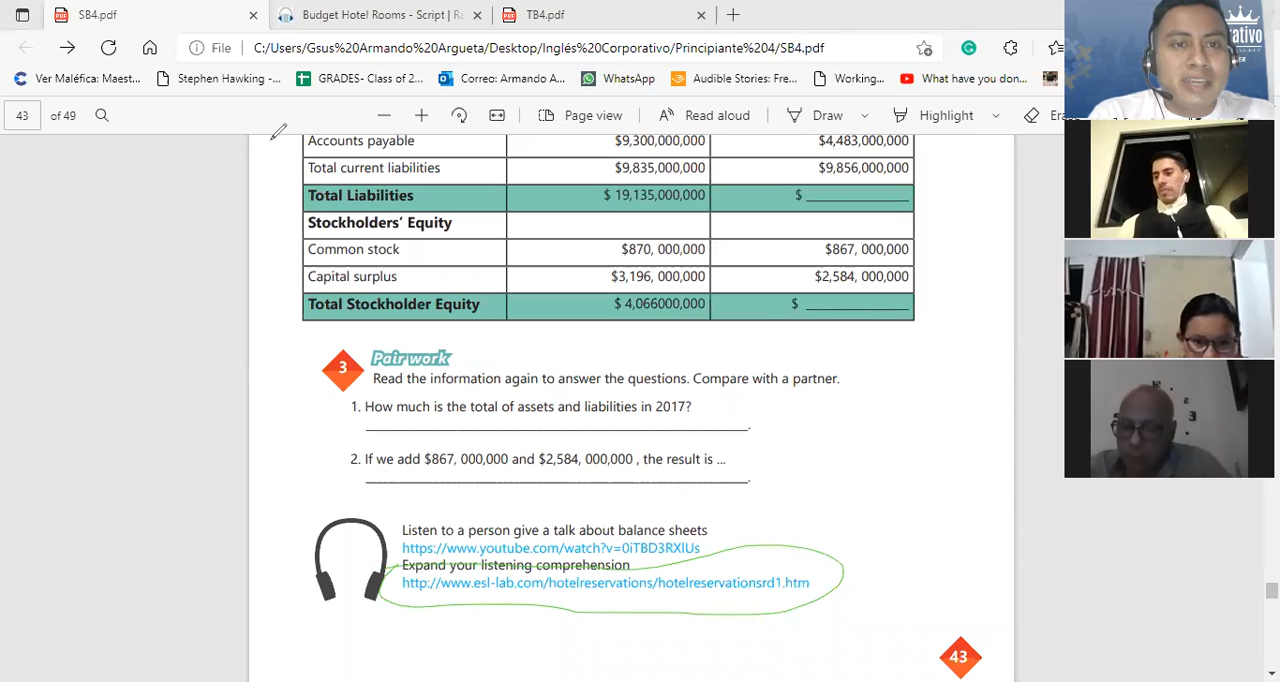 SB4.pdf
Budget Hotel Rooms - Script | Ra
TB4.pdf
File
C:/Users/Gsus%20Armando%20Argueta/Desktop/Inglés%20Corporativo/Principiante%204/SB4.pdf
Ver Maléfica: Maest...
Stephen Hawking -...
GRADES- Class of 2...
Correo: Armando A...
WhatsApp
Audible Stories: Fre...
Working...
What have you don...
43 of 49
Page view
Read aloud
Draw
Highlight
Accounts payable $9,300,000,000 $4,483,000,000
Total current liabilities $9,835,000,000 $9,856,000,000
Total Liabilities $ 19,135,000,000 $ ____________
Stockholders’ Equity
Common stock $870, 000,000 $867, 000,000
Capital surplus $3,196, 000,000 $2,584, 000,000
Total Stockholder Equity $ 4,066000,000 $ ____________
3 Pair work
Read the information again to answer the questions. Compare with a partner.
1. How much is the total of assets and liabilities in 2017?
______________________________________________.
2. If we add $867, 000,000 and $2,584, 000,000 , the result is ...
______________________________________________.
Listen to a person give a talk about balance sheets
https://www.youtube.com/watch?v=0iTBD3RXIUs
Expand your listening comprehension
http://www.esl-lab.com/hotelreservations/hotelreservationsrd1.htm
43